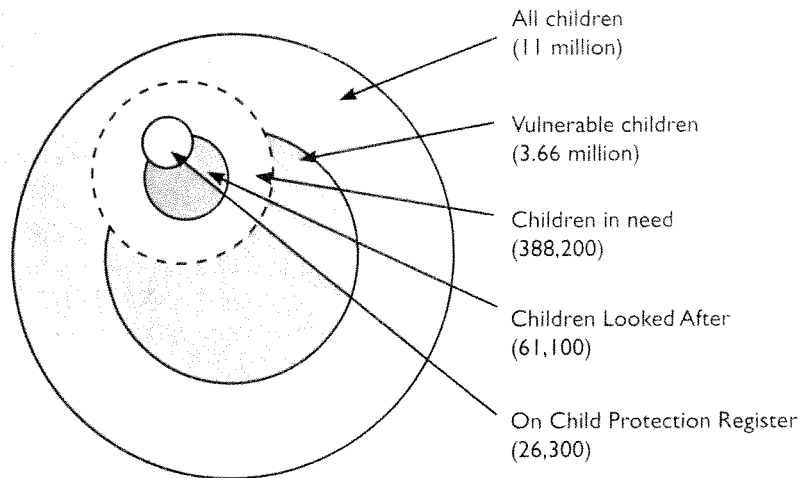 All children
(11 million)
Vulnerable children
(3.66 million)
Children in need
(388,200)
Children Looked After
(61,100)
On Child Protection Register
(26,300)